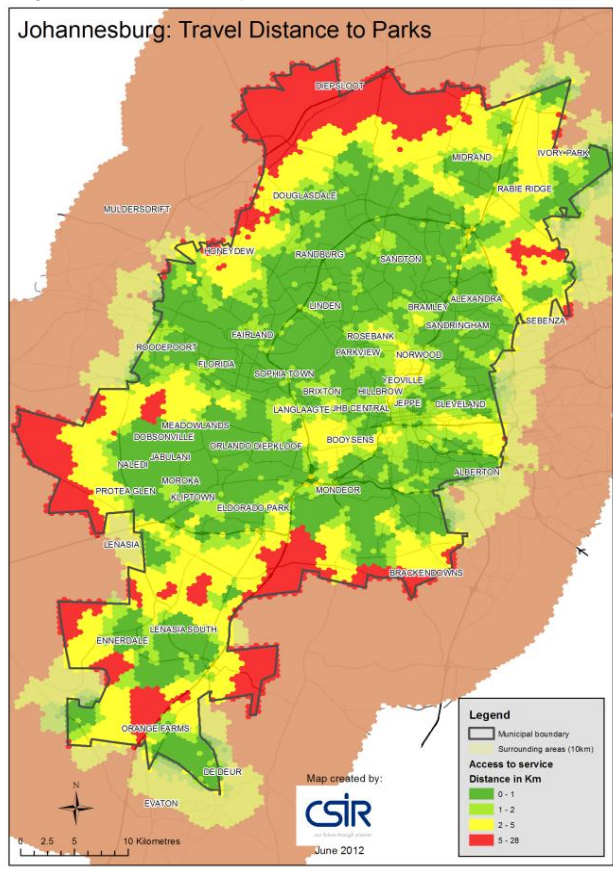 Johannesburg: Travel Distance to Parks
DIEPSLOOT
MIDRAND
IVORY PARK
RABIE RIDGE
DOUGLASDALE
MULDERSDRIFT
HONEYDEW
RANDBURG
SANDTON
ALEXANDRA
LINDEN
BRAMLEY
SEBENZA
SANDRINGHAM
FAIRLAND
ROSEBANK
ROODEPOORT
PARKVIEW
NORWOOD
FLORIDA
SOPHIA TOWN
YEOVILLE
BRIXTON
HILLBROW
JEPPE
CLEVELAND
LANGLAAGTE
JHB CENTRAL
MEADOWLANDS
DOBSONVILLE
ORLANDO
DIEPKLOOF
BOOYSENS
JABULANI
NALEDI
ALBERTON
MOROKA
PROTEA GLEN
KLIPTOWN
MONDEOR
ELDORADO PARK
LENASIA
BRACKENDOWNS
LENASIA SOUTH
ENNERDALE
ORANGE FARMS
DE DEUR
EVATON
N
0 2.5 5 10 Kilometres
Map created by:
CSIR
our future through science
June 2012
Legend
Municipal boundary
Surrounding areas (10km)
Access to service
Distance in Km
0 - 1
1 - 2
2 - 5
5 - 28